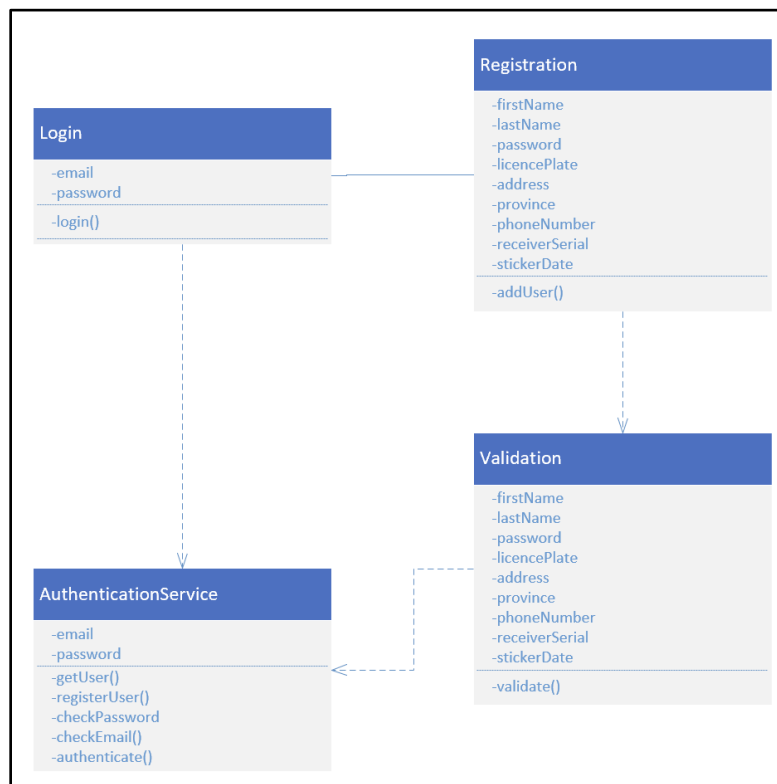 Login
-email
-password
-login()
Registration
-firstName
-lastName
-password
-licencePlate
-address
-province
-phoneNumber
-receiverSerial
-stickerDate
-addUser()
AuthenticationService
-email
-password
-getUser()
-registerUser()
-checkPassword
-checkEmail()
-authenticate()
Validation
-firstName
-lastName
-password
-licencePlate
-address
-province
-phoneNumber
-receiverSerial
-stickerDate
-validate()